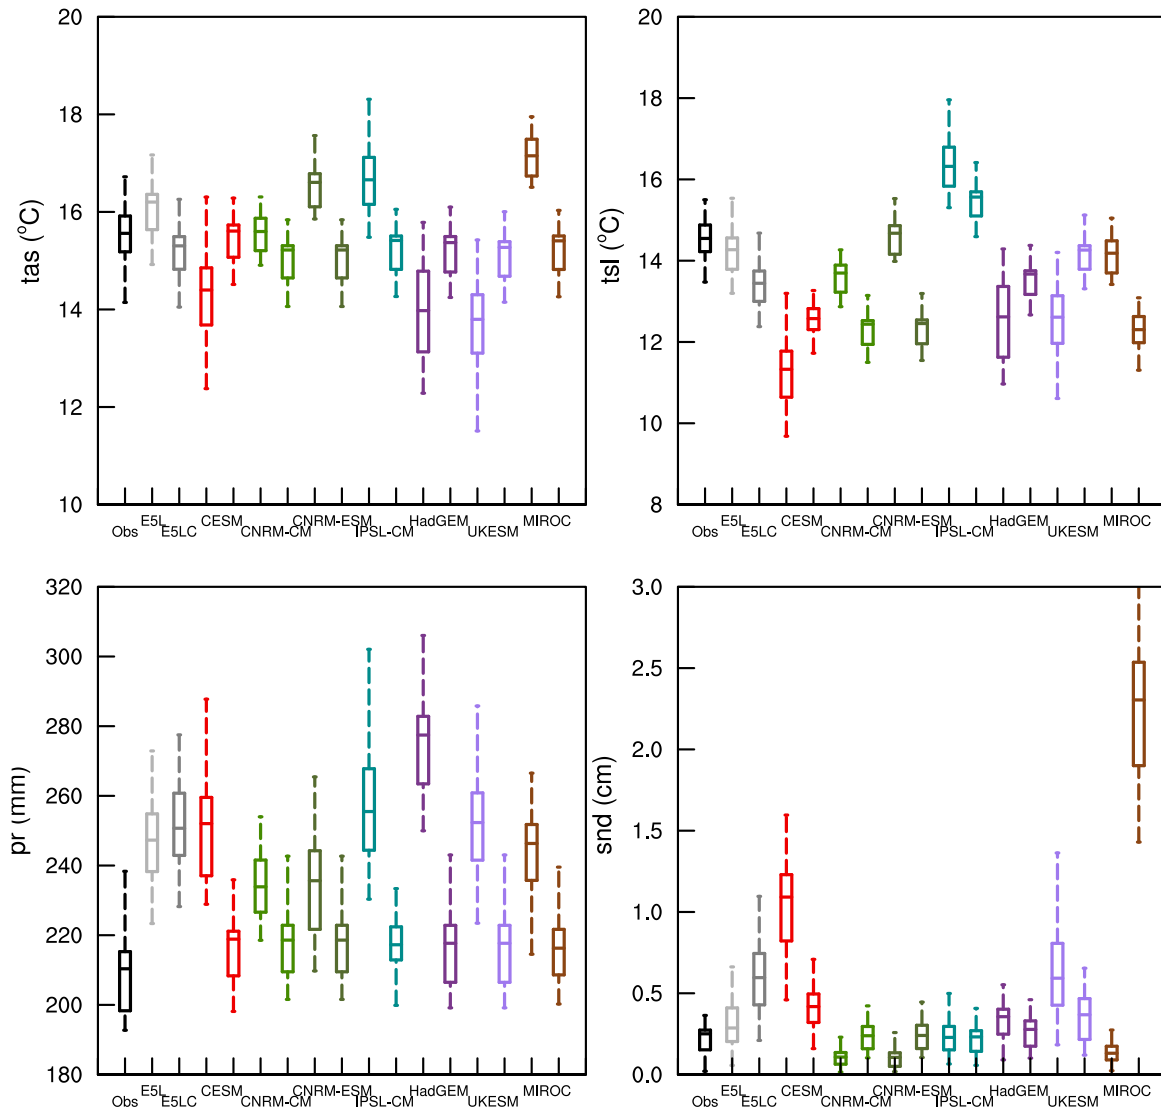 20
18
16
14
12
10
tas (°C)
Obs
E5L
E5LC
CESM
CNRM-CM
CNRM-ESM
IPSL-CM
HadGEM
UKESM
MIROC
20
18
16
14
12
10
8
tsl (°C)
Obs
E5L
E5LC
CESM
CNRM-CM
CNRM-ESM
IPSL-CM
HadGEM
UKESM
MIROC
320
300
280
260
240
220
200
180
pr (mm)
Obs
E5L
E5LC
CESM
CNRM-CM
CNRM-ESM
IPSL-CM
HadGEM
UKESM
MIROC
3.0
2.5
2.0
1.5
1.0
0.5
0.0
snd (cm)
Obs
E5L
E5LC
CESM
CNRM-CM
CNRM-ESM
IPSL-CM
HadGEM
UKESM
MIROC